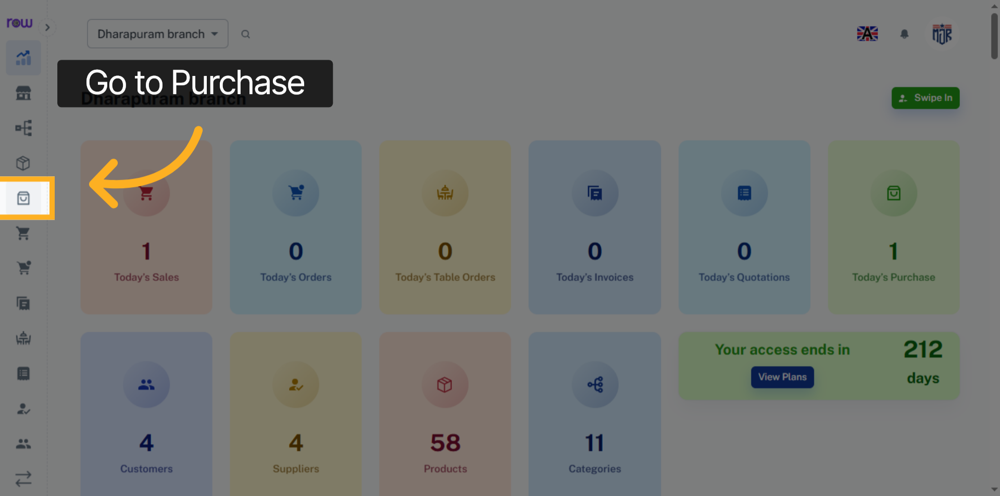 row
Dharapuram branch
A
MJR
Go to Purchase
Dharapuram branch
Swipe In
1
Today's Sales
0
Today's Orders
0
Today's Table Orders
0
Today's Invoices
0
Today's Quotations
1
Today's Purchase
4
Customers
4
Suppliers
58
Products
11
Categories
Your access ends in
212
View Plans
days